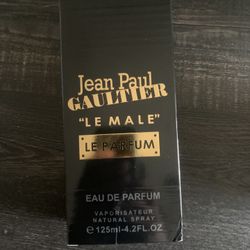 Jean Paul
GAULTIER
"LE MALE"
LE PARFUM
EAU DE PARFUM
VAPORISATEUR
NATURAL SPRAY
℮125ml-4.2FL.OZ